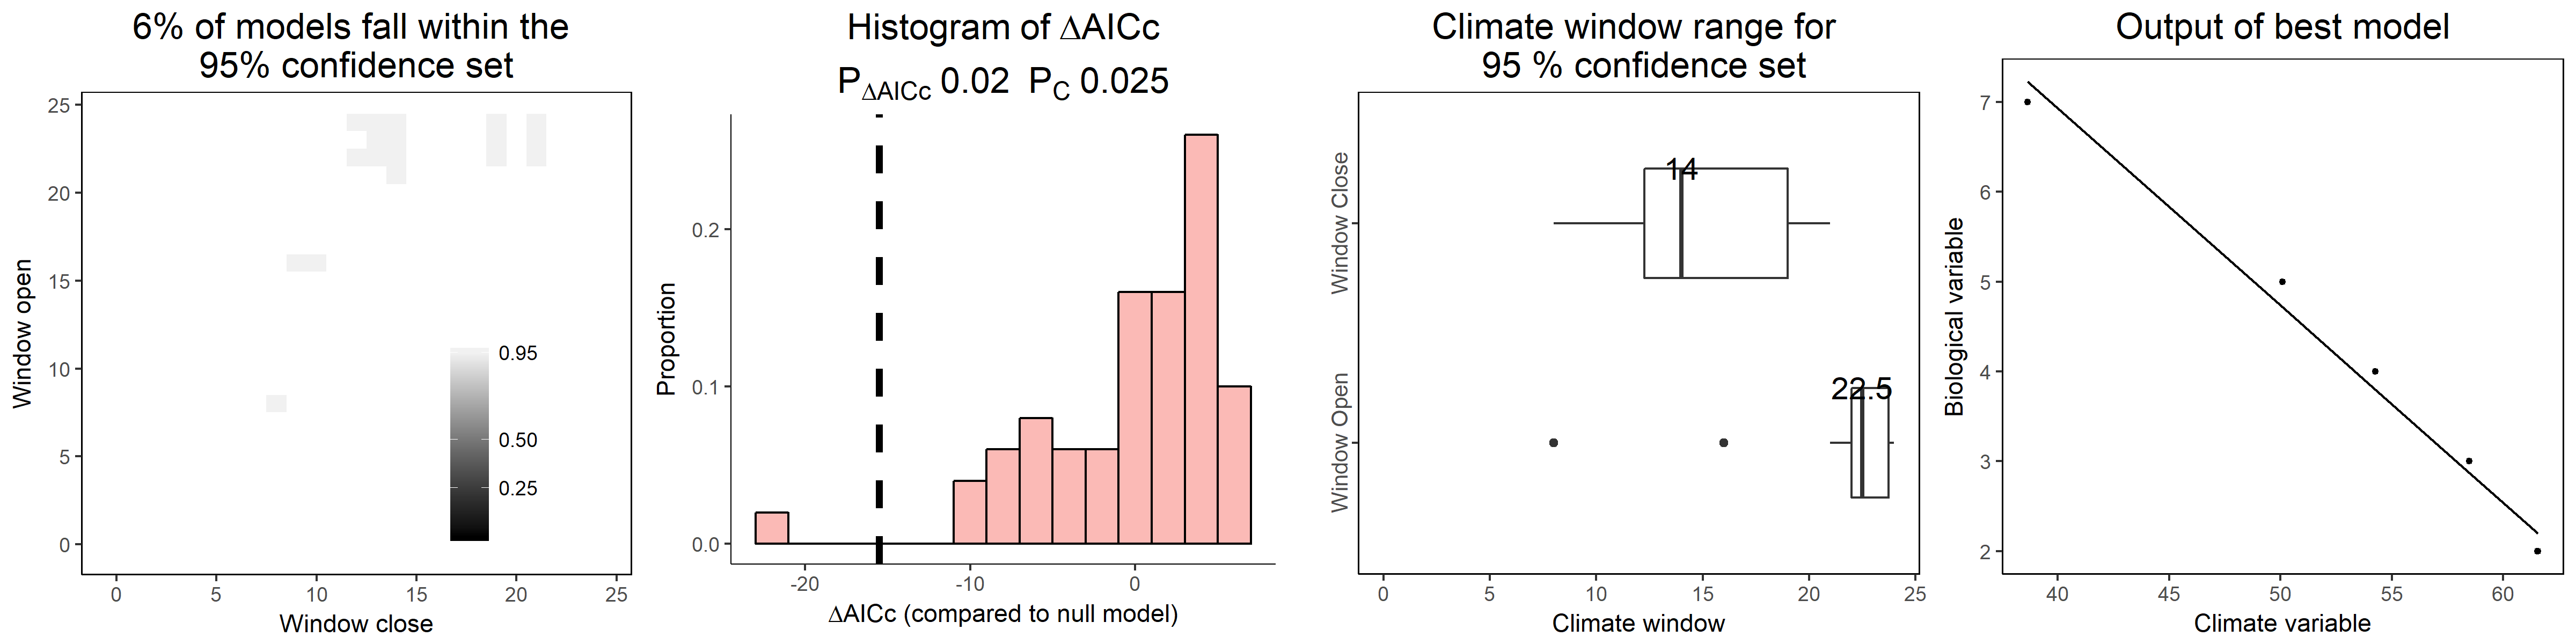 6% of models fall within the
95% confidence set
Window open
25
20
15
10
5
0
0.95
0.50
0.25
0 5 10 15 20 25
Window close
Histogram of ΔAICc
PΔAICc 0.02 PC 0.025
Proportion
0.2
0.1
0.0
-20 -10 0
ΔAICc (compared to null model)
Climate window range for
95 % confidence set
Window Close
14
Window Open
22.5
0 5 10 15 20 25
Climate window
Output of best model
Biological variable
7
6
5
4
3
2
40 45 50 55 60
Climate variable